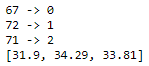 67 -> 0
72 -> 1
71 -> 2
[31.9, 34.29, 33.81]